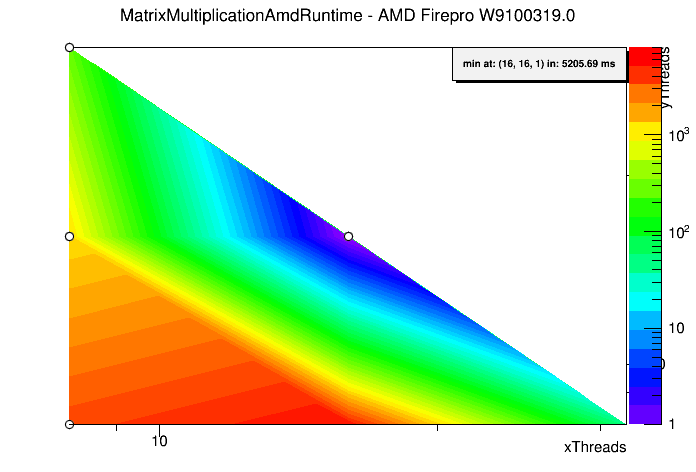 MatrixMultiplicationAmdRuntime - AMD Firepro W9100319.0
min at: (16, 16, 1) in: 5205.69 ms
yThreads
10³
10²
10
1
10
xThreads